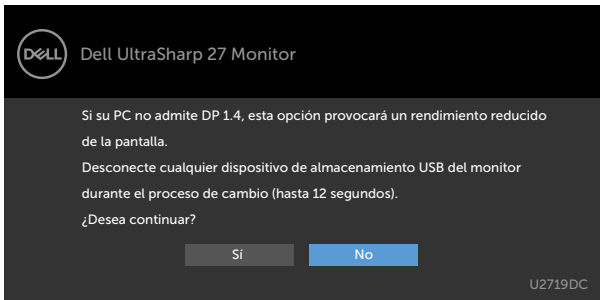 DELL
Dell UltraSharp 27 Monitor
Si su PC no admite DP 1.4, esta opción provocará un rendimiento reducido
de la pantalla.
Desconecte cualquier dispositivo de almacenamiento USB del monitor
durante el proceso de cambio (hasta 12 segundos).
¿Desea continuar?
Sí
No
U2719DC